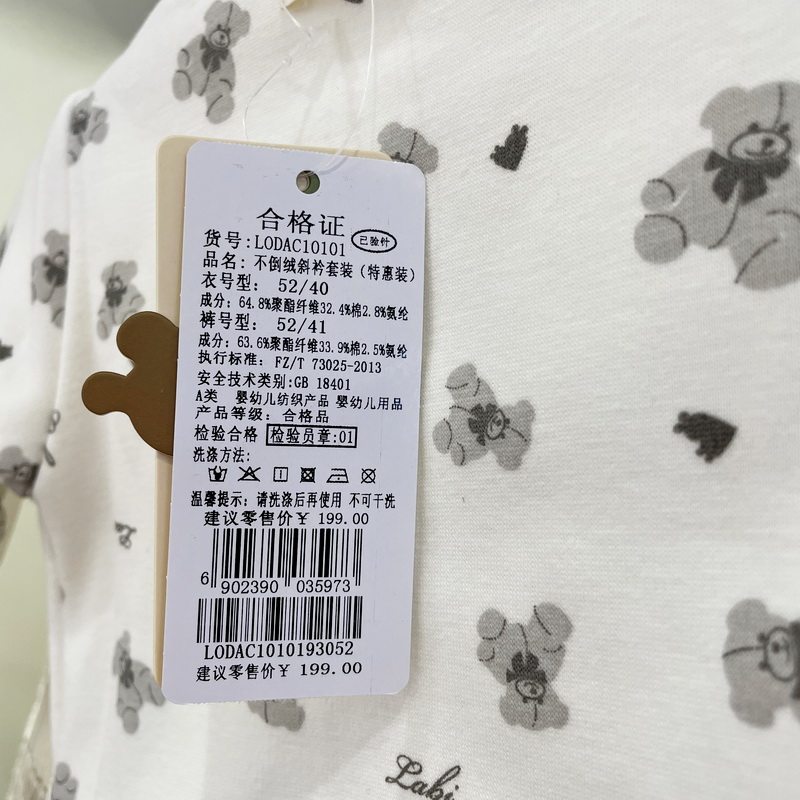 合格证
货号:LODAC10101 已验针
品名: 不倒绒斜衿套装（特惠装）
衣号型: 52/40
成分: 64.8%聚酯纤维32.4%棉2.8%氨纶
裤号型: 52/41
成分: 63.6%聚酯纤维33.9%棉2.5%氨纶
执行标准: FZ/T 73025-2013
安全技术类别:GB 18401
A类 婴幼儿纺织产品 婴幼儿用品
产品等级: 合格品
检验合格 检验员章:01
洗涤方法:
温馨提示: 请洗涤后再使用 不可干洗
建议零售价¥ 199.00
6 902390 035973
LODAC1010193052
建议零售价¥ 199.00
Labi